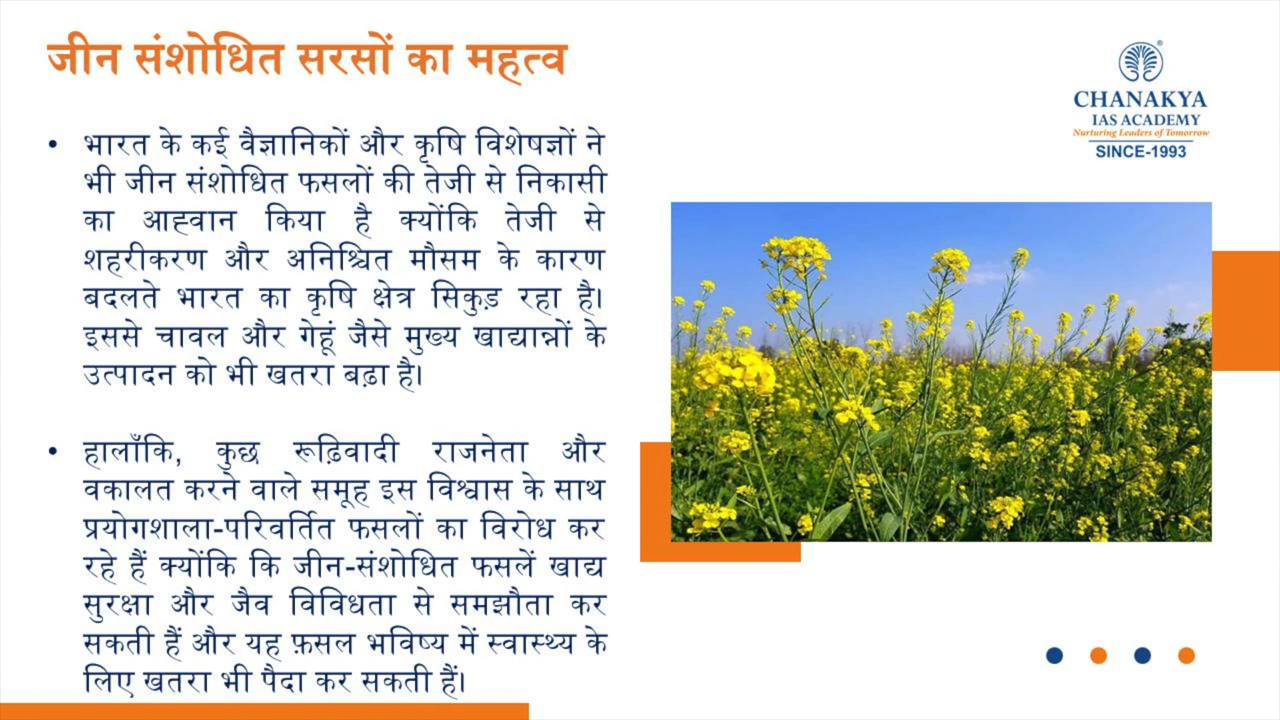 जीन संशोधित सरसों का महत्व
• भारत के कई वैज्ञानिकों और कृषि विशेषज्ञों ने
भी जीन संशोधित फसलों की तेजी से निकासी
का आह्वान किया है क्योंकि तेजी से
शहरीकरण और अनिश्चित मौसम के कारण
बदलते भारत का कृषि क्षेत्र सिकुड़ रहा है।
इससे चावल और गेहूं जैसे मुख्य खाद्यान्नों के
उत्पादन को भी खतरा बढ़ा है।
• हालाँकि, कुछ रूढ़िवादी राजनेता और
वकालत करने वाले समूह इस विश्वास के साथ
प्रयोगशाला-परिवर्तित फसलों का विरोध कर
रहे हैं क्योंकि कि जीन-संशोधित फसलें खाद्य
सुरक्षा और जैव विविधता से समझौता कर
सकती हैं और यह फ़सल भविष्य में स्वास्थ्य के
लिए खतरा भी पैदा कर सकती हैं।
®
CHANAKYA
IAS ACADEMY
Nurturing Leaders of Tomorrow
SINCE-1993